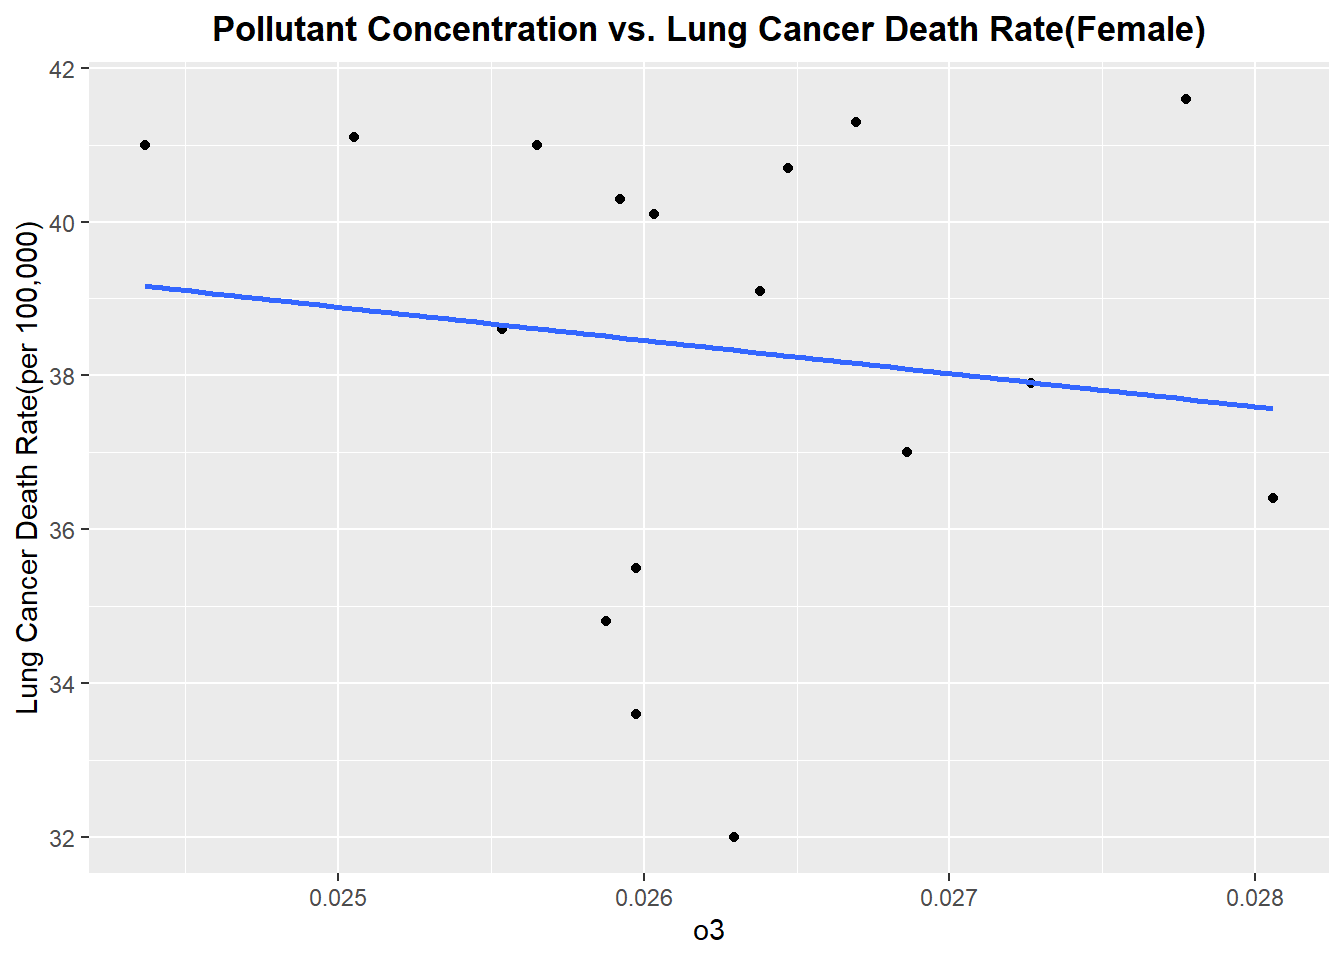 Pollutant Concentration vs. Lung Cancer Death Rate(Female)
Lung Cancer Death Rate(per 100,000)
42
40
38
36
34
32
0.025 0.026 0.027 0.028
o3